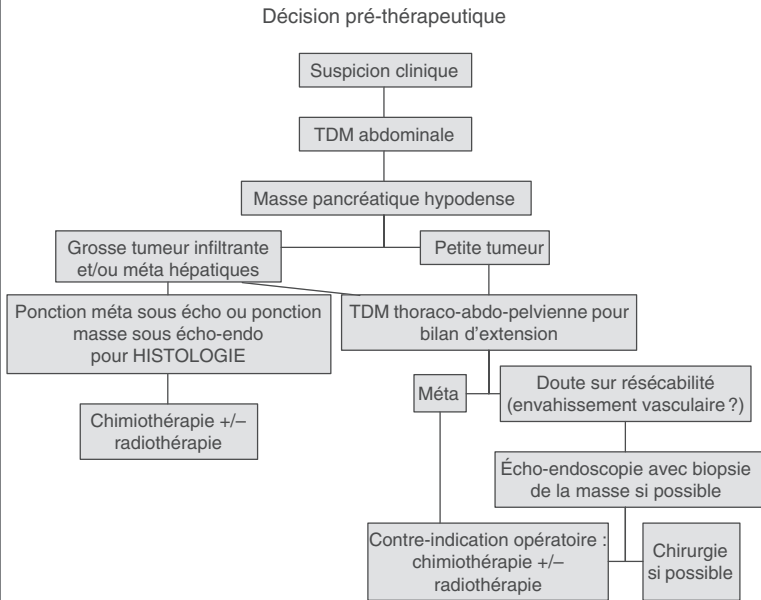 Décision pré-thérapeutique
Suspicion clinique
TDM abdominale
Masse pancréatique hypodense
Grosse tumeur infiltrante
et/ou méta hépatiques
Petite tumeur
Ponction méta sous écho ou ponction
masse sous écho-endo
pour HISTOLOGIE
TDM thoraco-abdo-pelvienne pour
bilan d'extension
Chimiothérapie +/–
radiothérapie
Méta
Doute sur résécabilité
(envahissement vasculaire ?)
Écho-endoscopie avec biopsie
de la masse si possible
Contre-indication opératoire :
chimiothérapie +/–
radiothérapie
Chirurgie
si possible